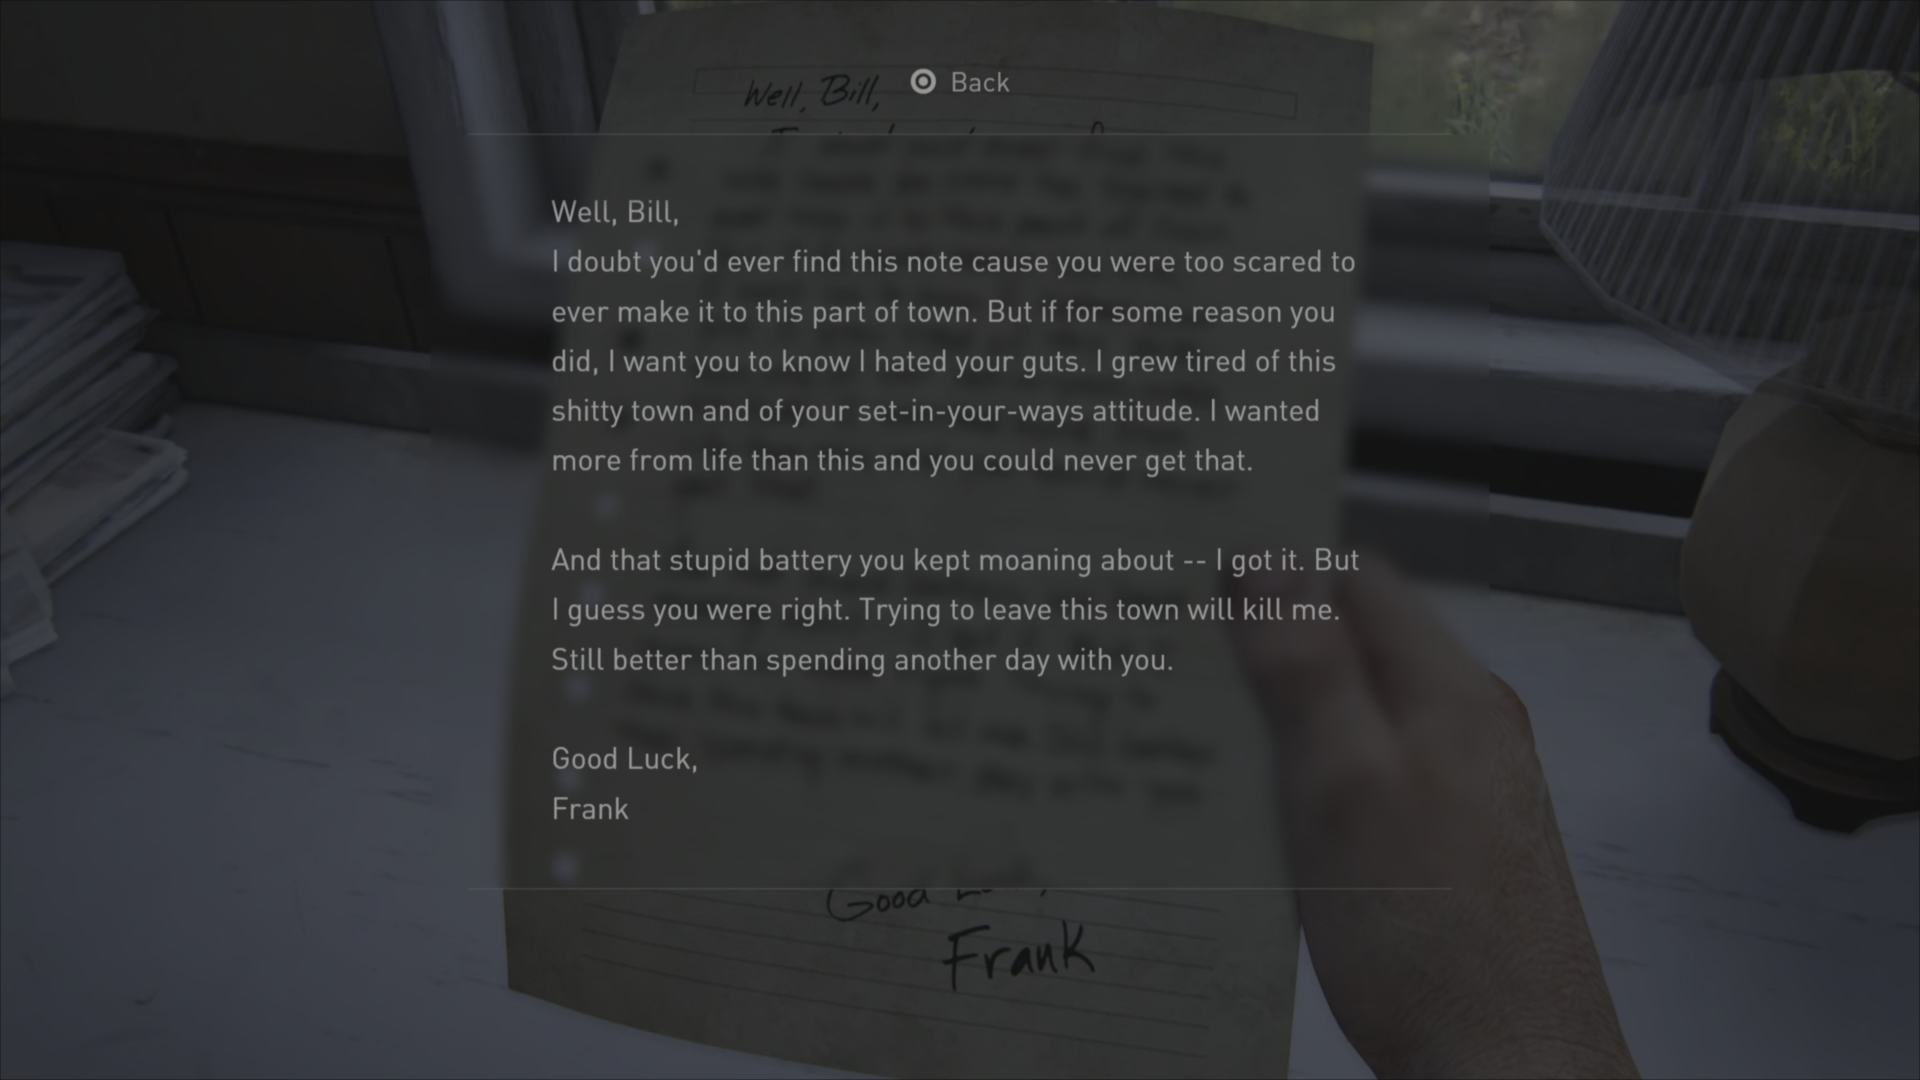 Well, Bill,
Back
Well, Bill,
I doubt you'd ever find this note cause you were too scared to
ever make it to this part of town. But if for some reason you
did, I want you to know I hated your guts. I grew tired of this
shitty town and of your set-in-your-ways attitude. I wanted
more from life than this and you could never get that.
And that stupid battery you kept moaning about -- I got it. But
I guess you were right. Trying to leave this town will kill me.
Still better than spending another day with you.
Good Luck,
Frank
Good
Frank